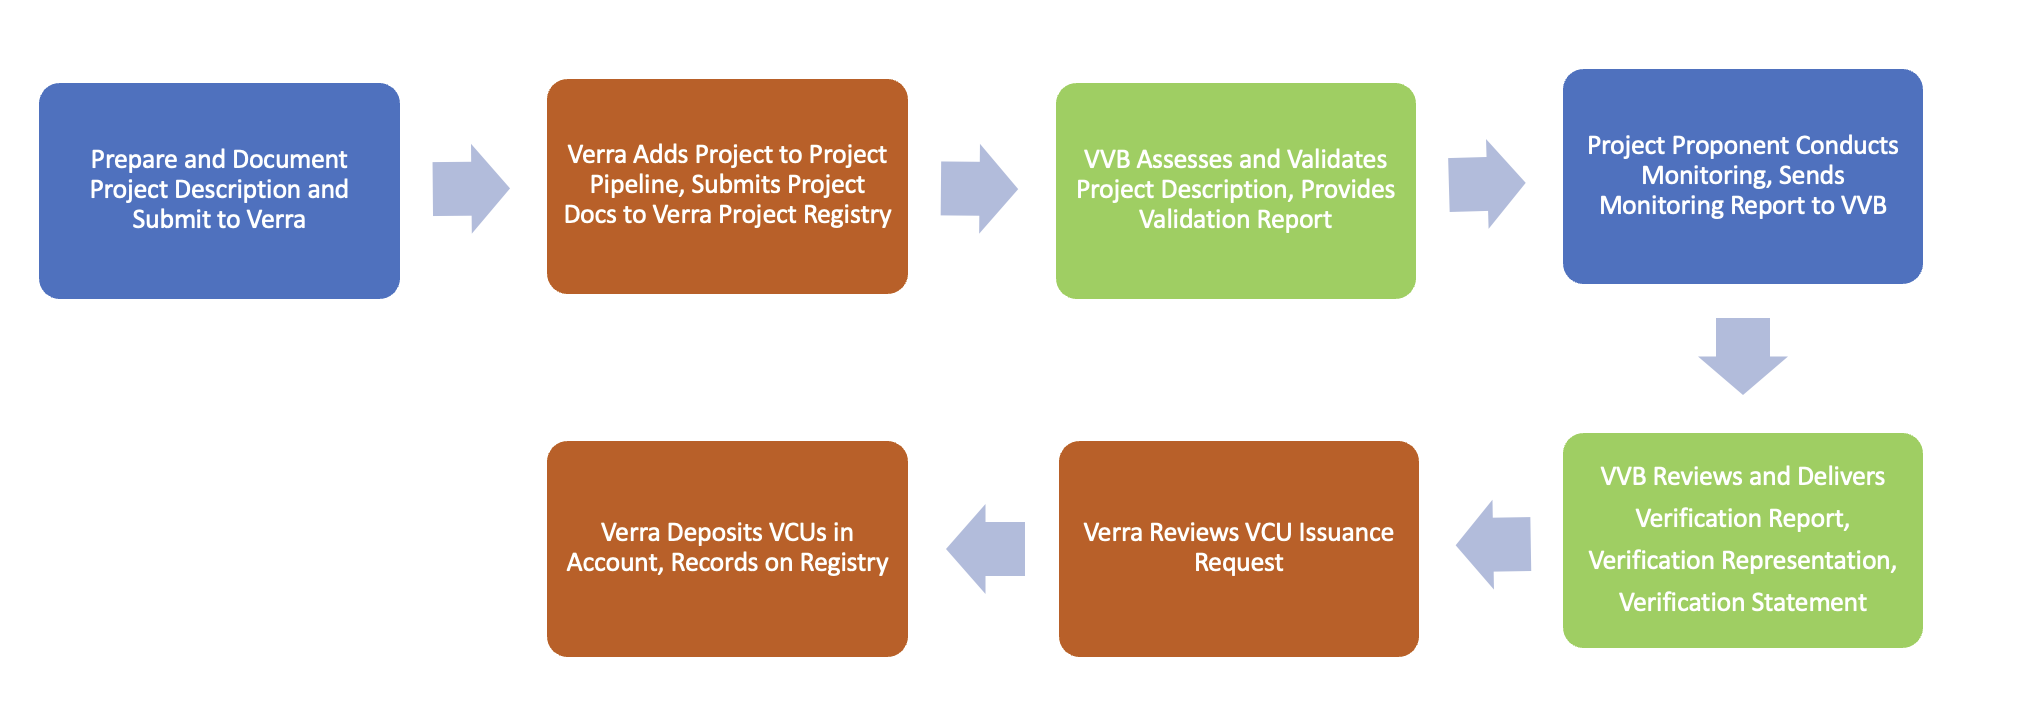 Prepare and Document
Project Description and
Submit to Verra
Verra Adds Project to Project
Pipeline, Submits Project
Docs to Verra Project Registry
VVB Assesses and Validates
Project Description, Provides
Validation Report
Project Proponent Conducts
Monitoring, Sends
Monitoring Report to VVB
VVB Reviews and Delivers
Verification Report,
Verification Representation,
Verification Statement
Verra Reviews VCU Issuance
Request
Verra Deposits VCUs in
Account, Records on Registry